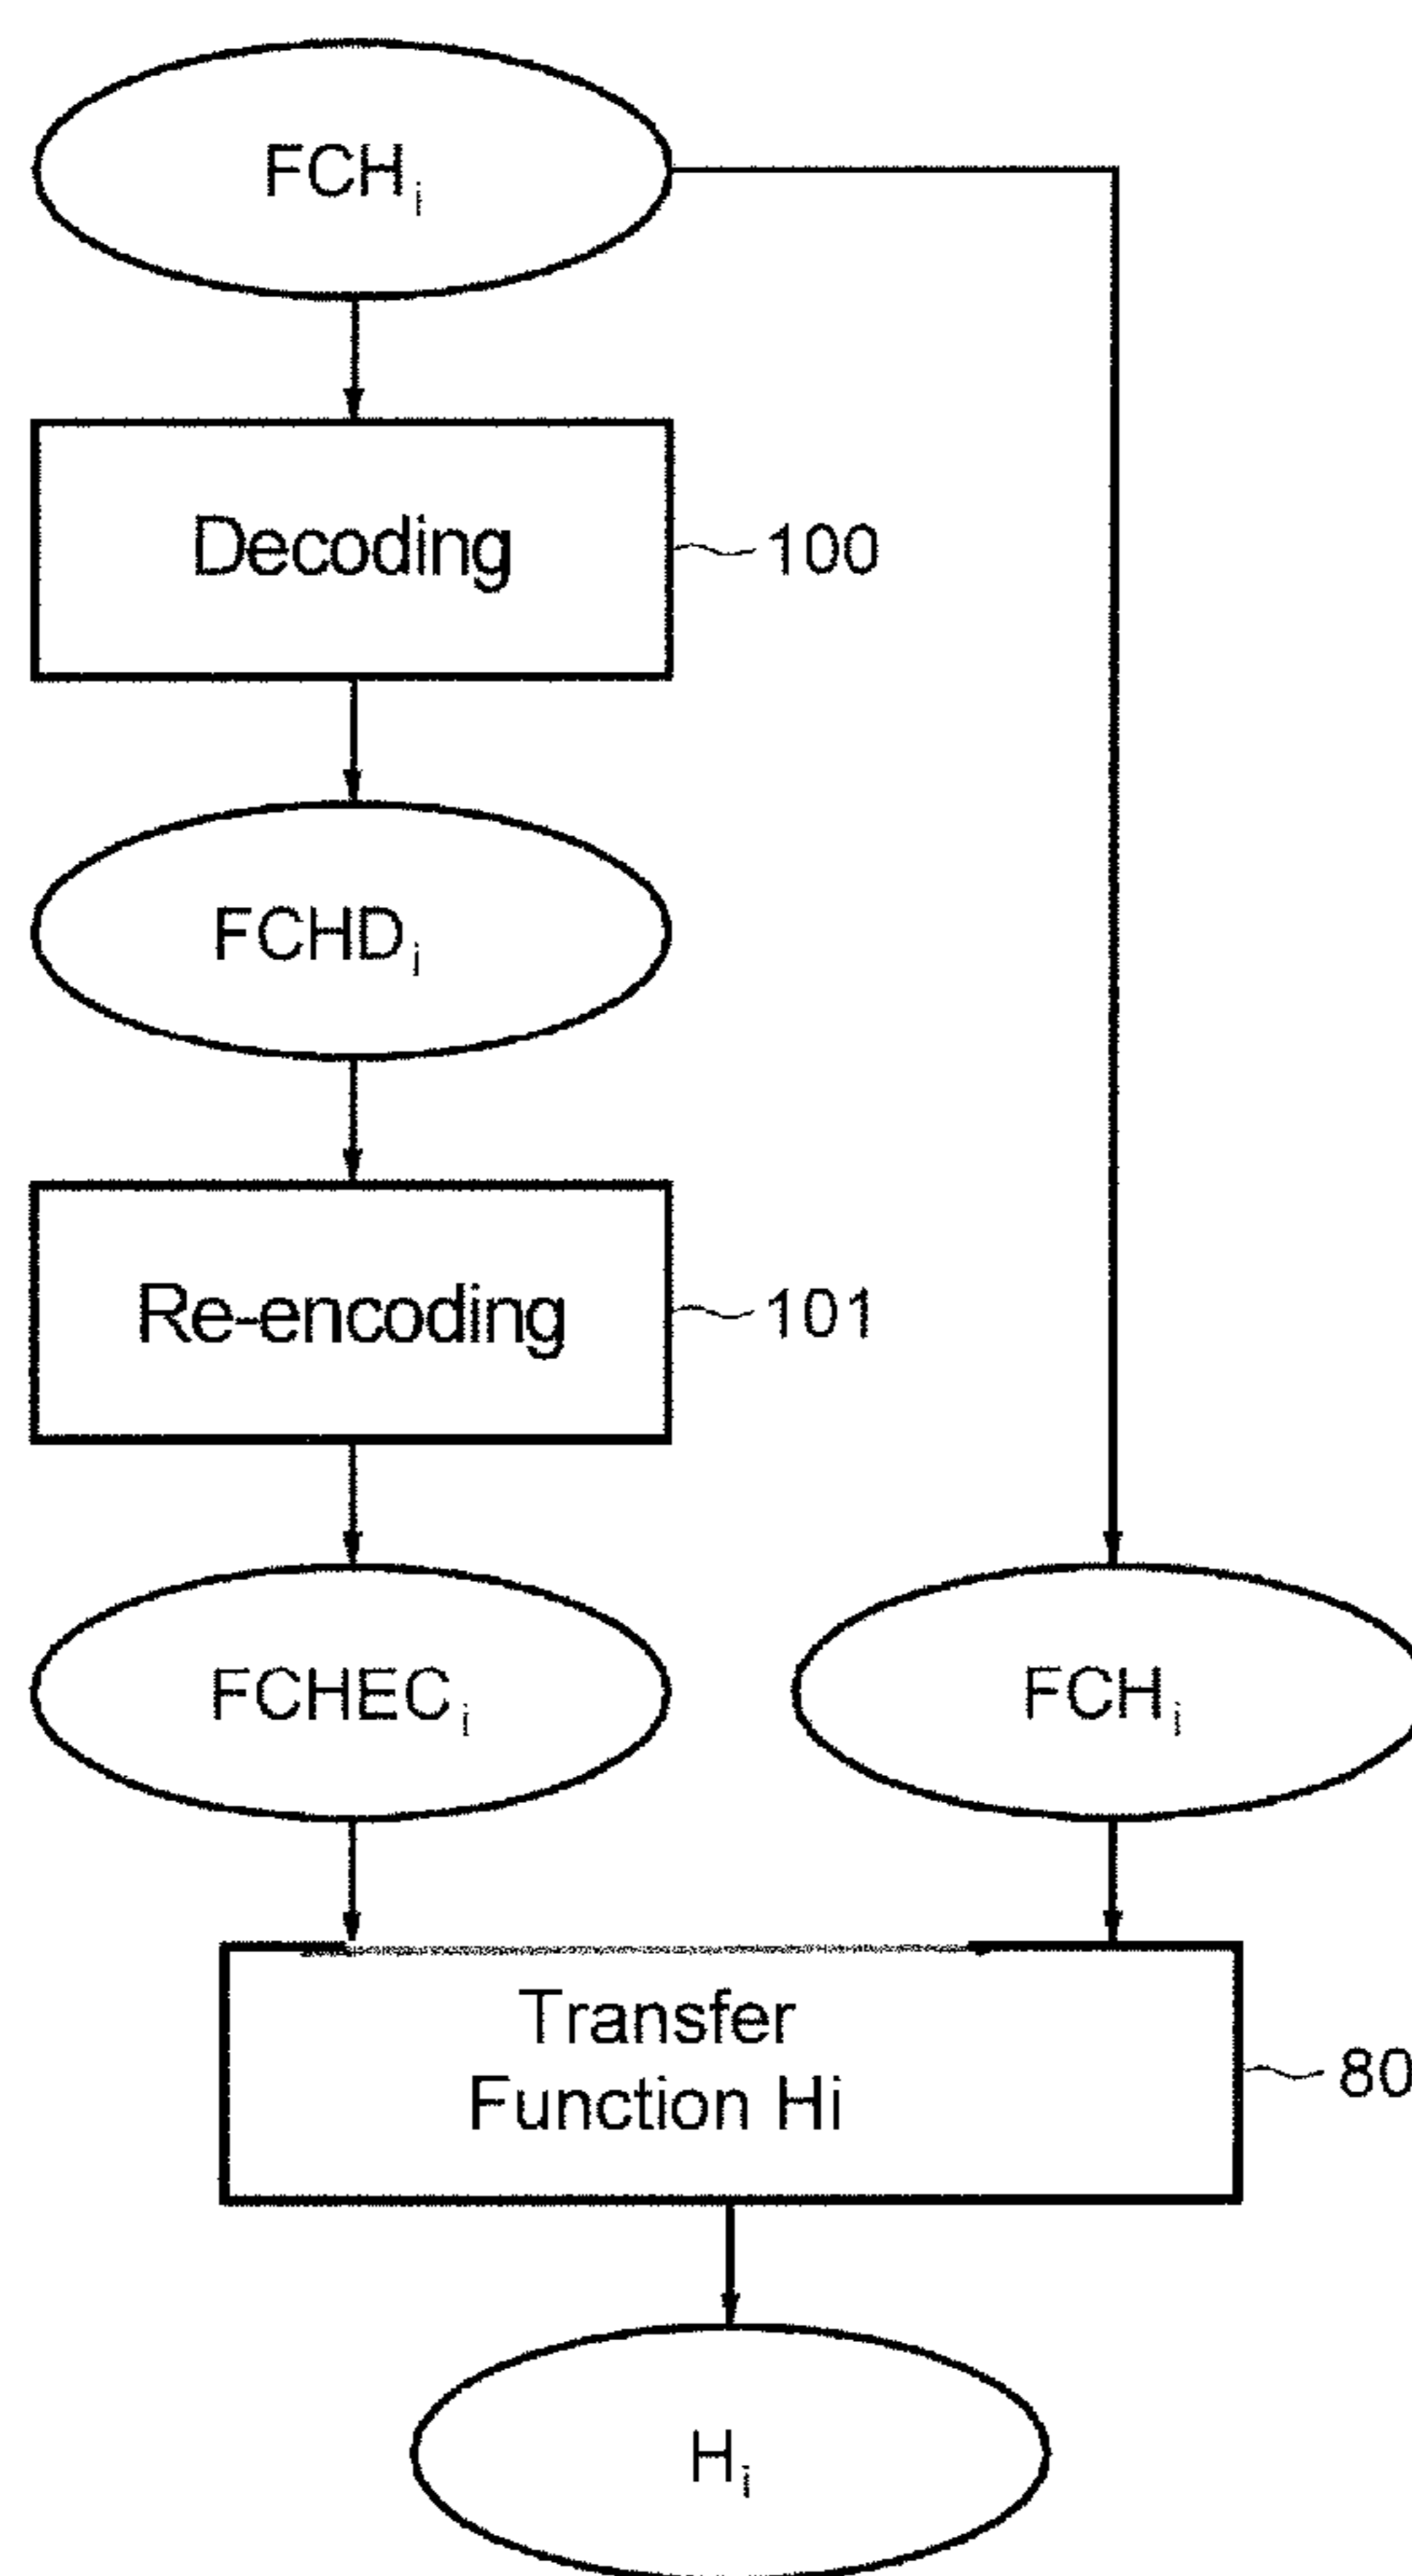 FCHi
Decoding
100
FCHDi
Re-encoding
101
FCHECi
FCHi
Transfer
Function Hi
80
Hi